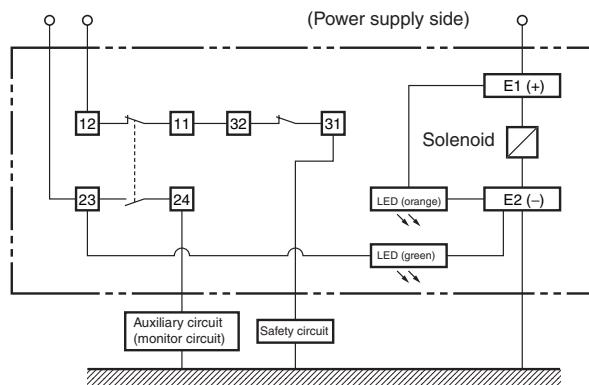 (Power supply side)
E1 (+)
12
11
32
31
Solenoid
23
24
LED (orange)
E2 (–)
LED (green)
Auxiliary circuit
(monitor circuit)
Safety circuit